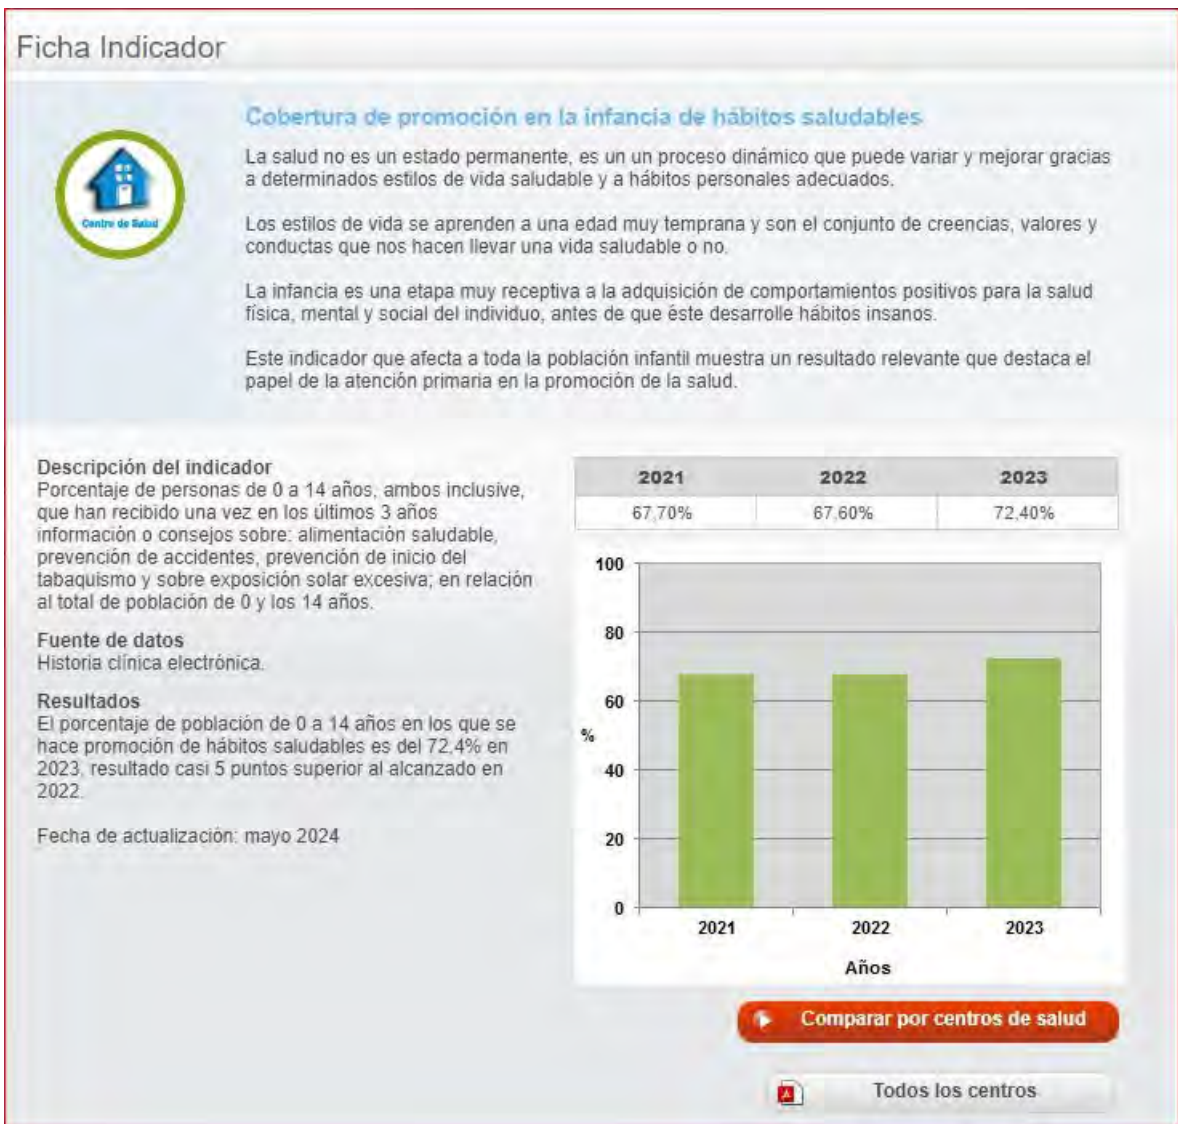 Ficha Indicador
Cobertura de promoción en la infancia de hábitos saludables
Centro de Salud
La salud no es un estado permanente, es un un proceso dinámico que puede variar y mejorar gracias
a determinados estilos de vida saludable y a hábitos personales adecuados.
Los estilos de vida se aprenden a una edad muy temprana y son el conjunto de creencias, valores y
conductas que nos hacen llevar una vida saludable o no.
La infancia es una etapa muy receptiva a la adquisición de comportamientos positivos para la salud
física, mental y social del individuo, antes de que éste desarrolle hábitos insanos.
Este indicador que afecta a toda la población infantil muestra un resultado relevante que destaca el
papel de la atención primaria en la promoción de la salud.
Descripción del indicador
Porcentaje de personas de 0 a 14 años, ambos inclusive,
que han recibido una vez en los últimos 3 años
información o consejos sobre: alimentación saludable,
prevención de accidentes, prevención de inicio del
tabaquismo y sobre exposición solar excesiva; en relación
al total de población de 0 y los 14 años.
Fuente de datos
Historia clínica electrónica.
Resultados
El porcentaje de población de 0 a 14 años en los que se
hace promoción de hábitos saludables es del 72,4% en
2023, resultado casi 5 puntos superior al alcanzado en
2022.
Fecha de actualización: mayo 2024
2021 2022 2023
67,70% 67,60% 72,40%
100
80
60
%
40
20
0
2021 2022 2023
Años
Comparar por centros de salud
Todos los centros